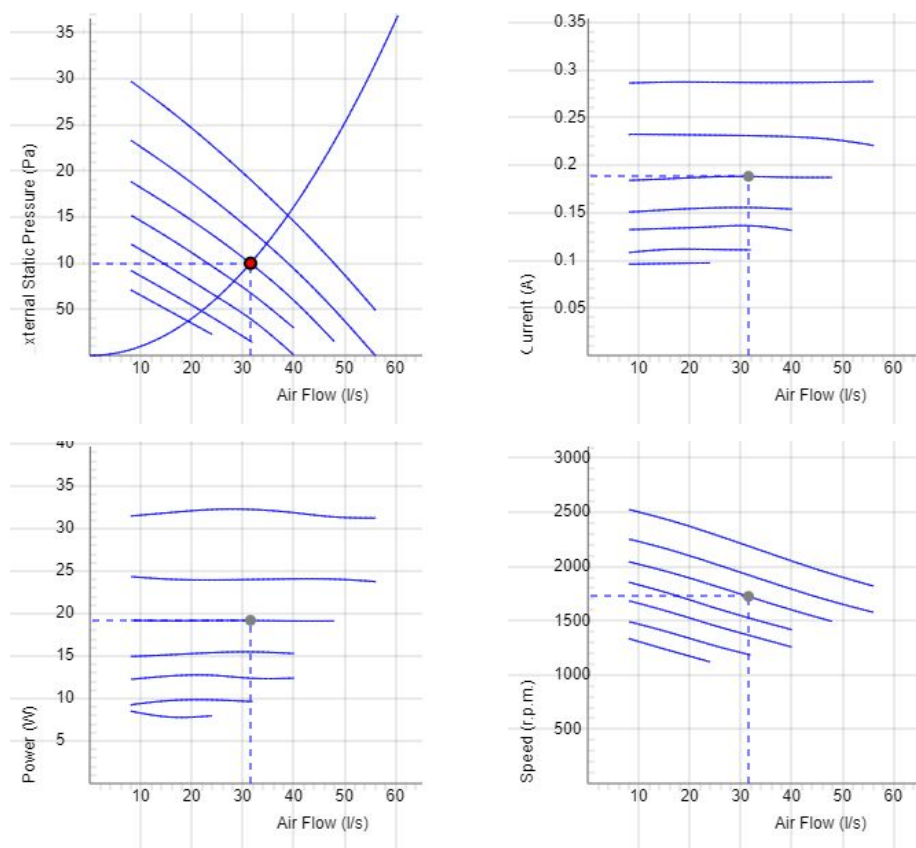 35
30
25
20
15
10
50
xternal Static Pressure (Pa)
10 20 30 40 50 60
Air Flow (l/s)
0.35
0.3
0.25
0.2
0.15
0.1
0.05
Current (A)
10 20 30 40 50 60
Air Flow (l/s)
40
35
30
25
20
15
10
5
Power (W)
10 20 30 40 50 60
Air Flow (l/s)
3000
2500
2000
1500
1000
500
Speed (r.p.m.)
10 20 30 40 50 60
Air Flow (l/s)